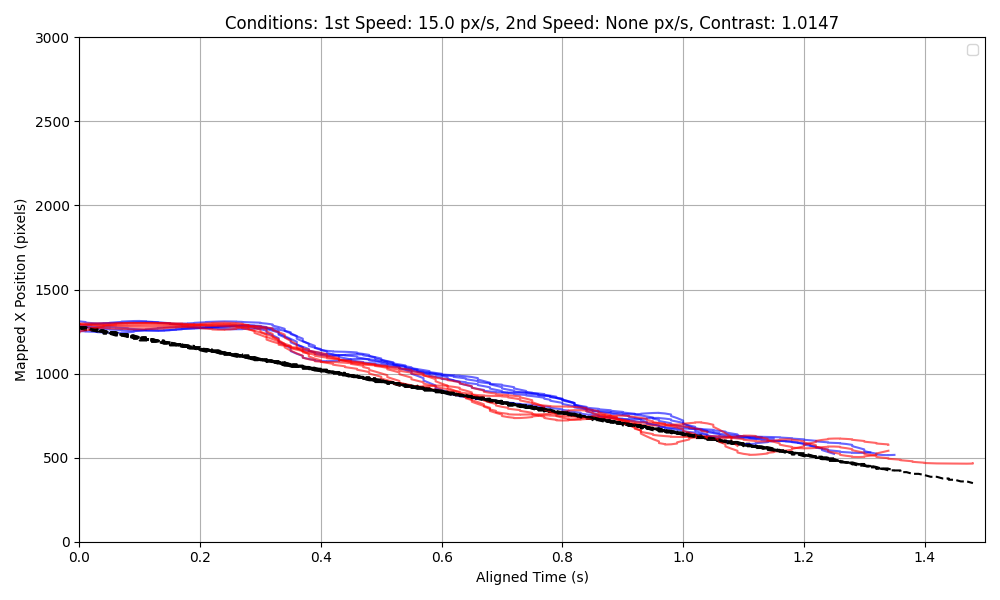 Conditions: 1st Speed: 15.0 px/s, 2nd Speed: None px/s, Contrast: 1.0147
3000
2500
2000
1500
1000
500
0
Mapped X Position (pixels)
0.0 0.2 0.4 0.6 0.8 1.0 1.2 1.4
Aligned Time (s)